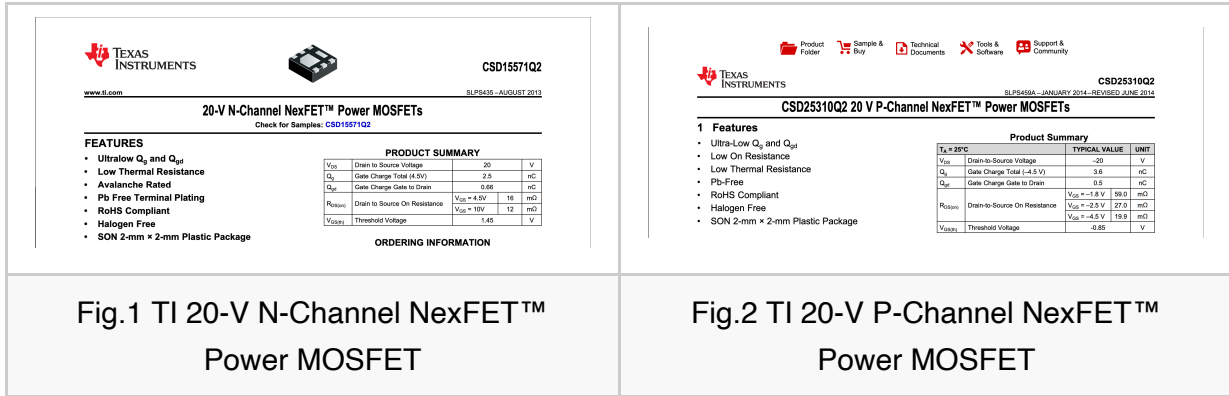 TEXAS
INSTRUMENTS
CSD15571Q2
www.ti.com
SLPS435 – AUGUST 2013
20-V N-Channel NexFET™ Power MOSFETs
Check for Samples: CSD15571Q2
FEATURES
• Ultralow Qg and Qgd
• Low Thermal Resistance
• Avalanche Rated
• Pb Free Terminal Plating
• RoHS Compliant
• Halogen Free
• SON 2-mm × 2-mm Plastic Package
PRODUCT SUMMARY
VDS Drain to Source Voltage 20 V
Qg Gate Charge Total (4.5V) 2.5 nC
Qgd Gate Charge Gate to Drain 0.66 nC
RDS(on) Drain to Source On Resistance VGS = 4.5V 16 mΩ
VGS = 10V 12 mΩ
VGS(th) Threshold Voltage 1.45 V
ORDERING INFORMATION
Product Folder
Sample & Buy
Technical Documents
Tools & Software
Support & Community
TEXAS
INSTRUMENTS
CSD25310Q2
SLPS459A – JANUARY 2014 – REVISED JUNE 2014
CSD25310Q2 20 V P-Channel NexFET™ Power MOSFETs
1 Features
• Ultra-Low Qg and Qgd
• Low On Resistance
• Low Thermal Resistance
• Pb-Free
• RoHS Compliant
• Halogen Free
• SON 2-mm × 2-mm Plastic Package
Product Summary
TA = 25°C TYPICAL VALUE UNIT
VDS Drain-to-Source Voltage –20 V
Qg Gate Charge Total (–4.5 V) 3.6 nC
Qgd Gate Charge Gate to Drain 0.5 nC
RDS(on) Drain-to-Source On Resistance VGS = –1.8 V 59.0 mΩ
VGS = –2.5 V 27.0 mΩ
VGS = –4.5 V 19.9 mΩ
VGS(th) Threshold Voltage -0.85 V
Fig.1 TI 20-V N-Channel NexFET™
Power MOSFET
Fig.2 TI 20-V P-Channel NexFET™
Power MOSFET